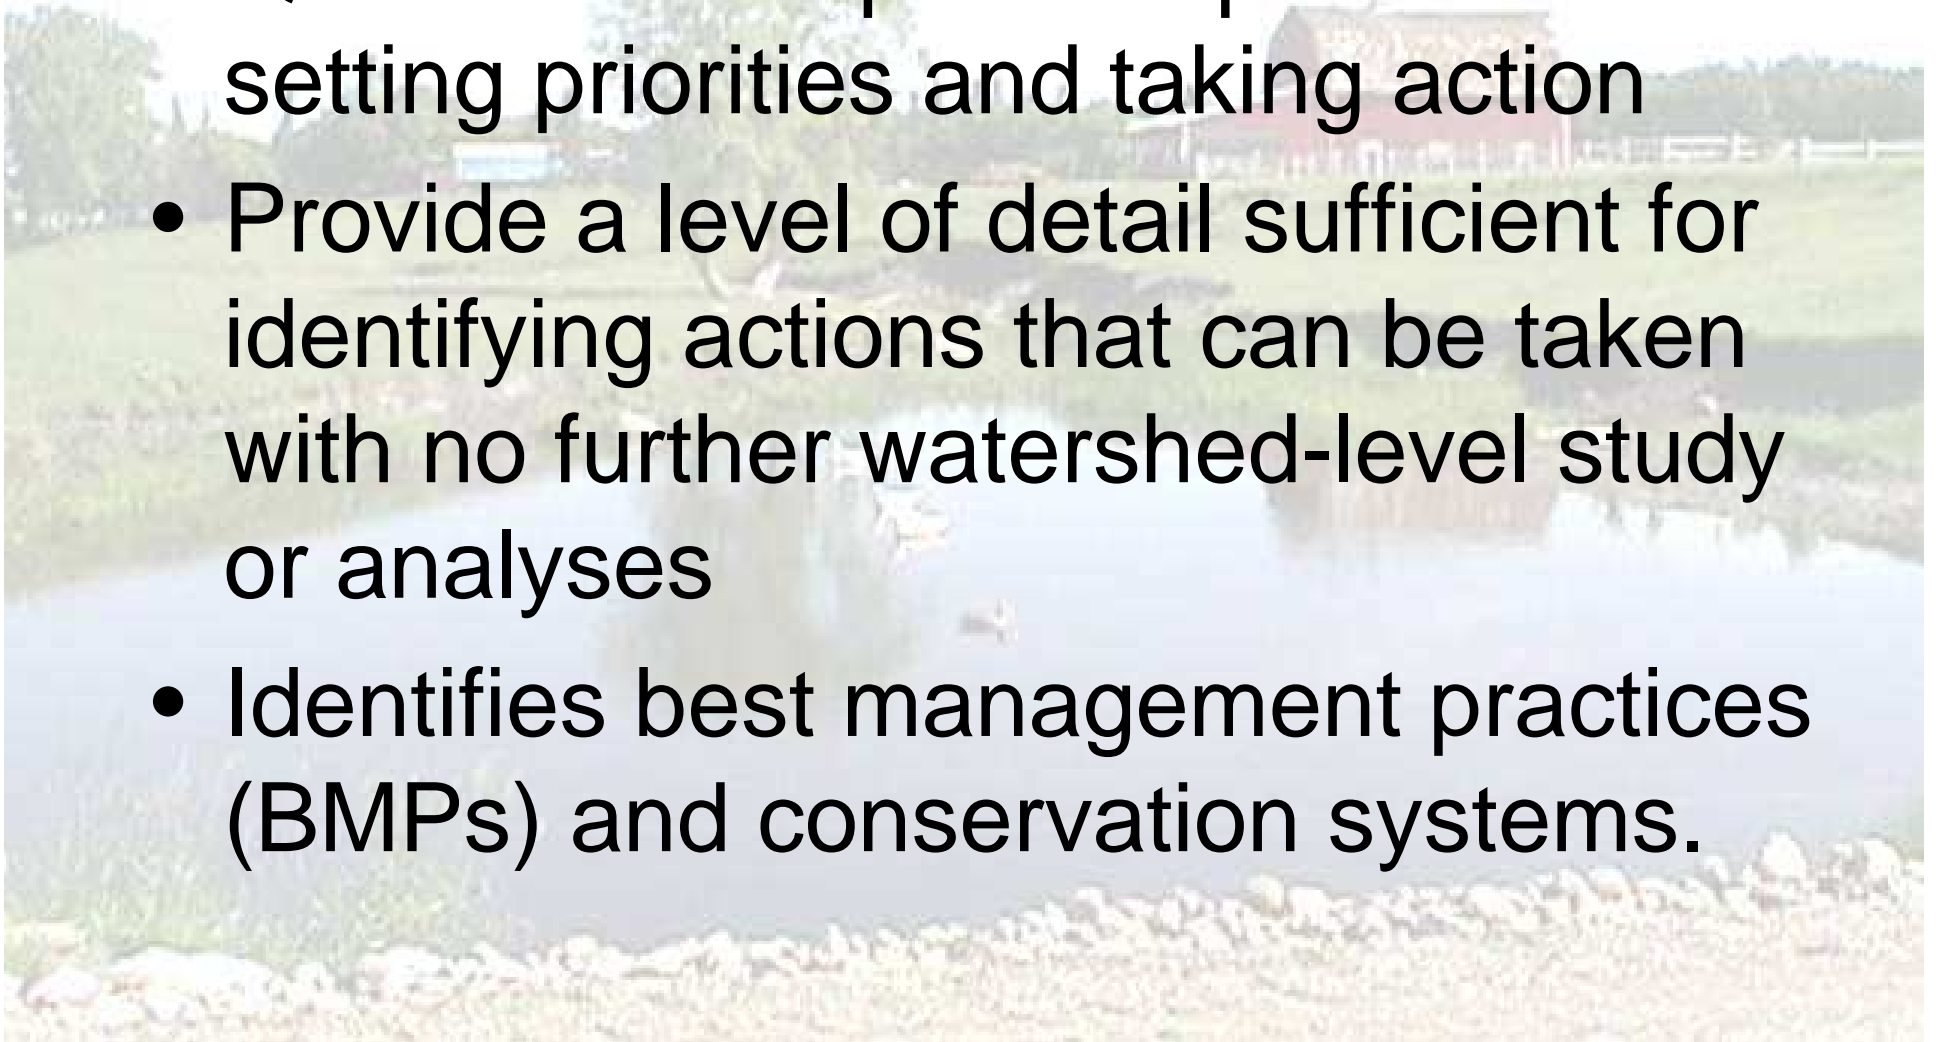 setting priorities and taking action
• Provide a level of detail sufficient for
identifying actions that can be taken
with no further watershed-level study
or analyses
• Identifies best management practices
(BMPs) and conservation systems.